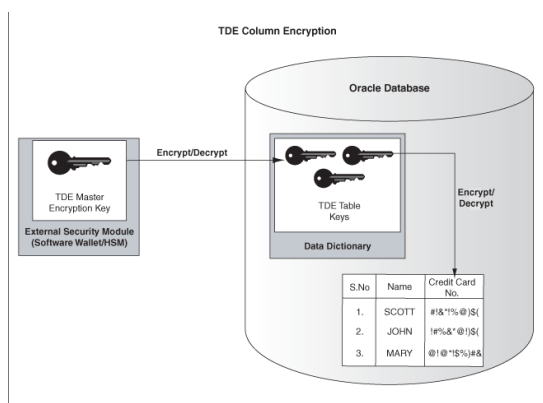 TDE Column Encryption
Oracle Database
Encrypt/Decrypt
TDE Master
Encryption Key
External Security Module
(Software Wallet/HSM)
TDE Table
Keys
Data Dictionary
Encrypt/
Decrypt
S.No Name Credit Card
No.
1. SCOTT #!&*!%@)$(
2. JOHN !#%&*@!)$(
3. MARY @!@*!$%)#&